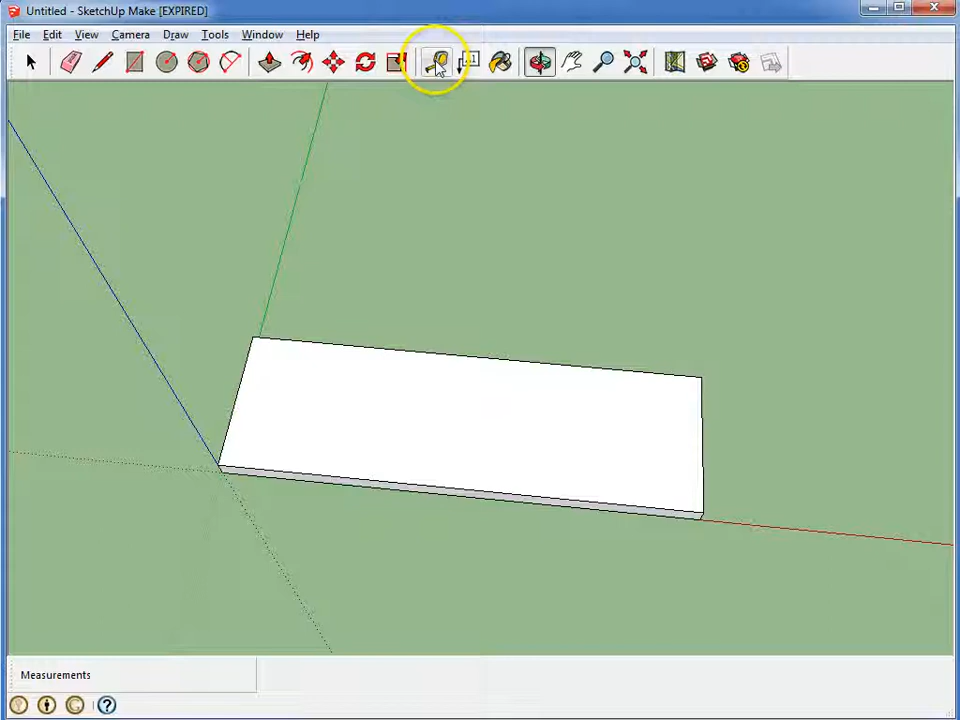 Untitled - SketchUp Make [EXPIRED]
File Edit View Camera Draw Tools Window Help
Measurements